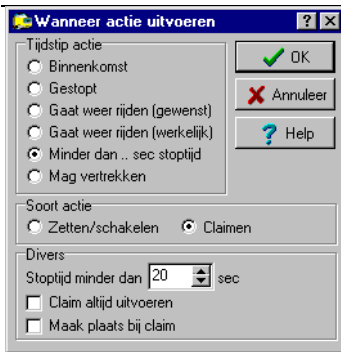 Wanneer actie uitvoeren
Tijdstip actie
Binnenkomst
Gestopt
Gaat weer rijden (gewenst)
Gaat weer rijden (werkelijk)
Minder dan .. sec stoptijd
Mag vertrekken
OK
Annuleer
? Help
Soort actie
Zetten/schakelen
Claimen
Divers
Stoptijd minder dan 20 sec
Claim altijd uitvoeren
Maak plaats bij claim